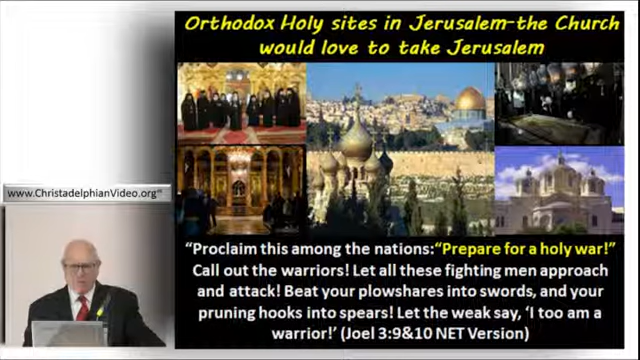 Orthodox Holy sites in Jerusalem-the Church
would love to take Jerusalem
www.ChristadelphianVideo.org
“Proclaim this among the nations:“Prepare for a holy war!”
Call out the warriors! Let all these fighting men approach
and attack! Beat your plowshares into swords, and your
pruning hooks into spears! Let the weak say, ‘I too am a
warrior!’ (Joel 3:9&10 NET Version)